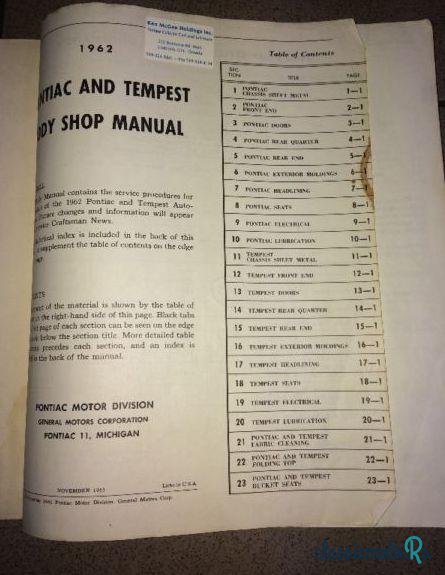 Ken McGee Holdings Inc.
1962
NTIAC AND TEMPEST
DY SHOP MANUAL
Manual contains the service procedures for
of the 1962 Pontiac and Tempest Auto-
changes and information will appear
Craftsman News.
index is included in the back of this
supplement the table of contents on the edge
of the material is shown by the table of
the right-hand side of this page. Black tabs
page of each section can be seen on the edge
below the section title. More detailed table
precedes each section, and an index is
in the back of the manual.
PONTIAC MOTOR DIVISION
GENERAL MOTORS CORPORATION
PONTIAC 11, MICHIGAN
NOVEMBER
Litho in U.S.A.
Pontiac Motor Division, General Motors Corp.
Table of Contents
SEC-
TION TITLE PAGE
1 PONTIAC
CHASSIS SHEET METAL 1—1
2 PONTIAC
FRONT END 2—1
3 PONTIAC DOORS 3—1
4 PONTIAC REAR QUARTER 4—1
5 PONTIAC REAR END 5—
6 PONTIAC EXTERIOR MOLDINGS 6—
7 PONTIAC HEADLINING 7—
8 PONTIAC SEATS 8—1
9 PONTIAC ELECTRICAL 9—1
10 PONTIAC LUBRICATION 10—1
11 TEMPEST
CHASSIS SHEET METAL 11—1
12 TEMPEST FRONT END 12—1
13 TEMPEST DOORS 13—1
14 TEMPEST REAR QUARTER 14—1
15 TEMPEST REAR END 15—1
16 TEMPEST EXTERIOR MOLDINGS 16—1
17 TEMPEST HEADLINING 17—1
18 TEMPEST SEATS 18—1
19 TEMPEST ELECTRICAL 19—1
20 TEMPEST LUBRICATION 20—1
21 PONTIAC AND TEMPEST
FABRIC CLEANING 21—1
22 PONTIAC AND TEMPEST
FOLDING TOP 22—1
23 PONTIAC AND TEMPEST
BUCKET SEATS 23—1